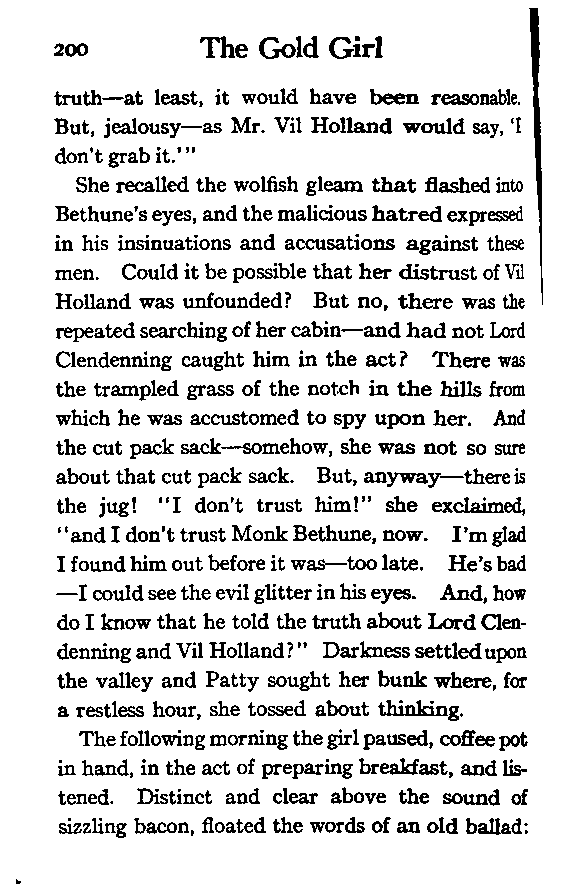 200 The Gold Girl
truth—at least, it would have been reasonable.
But, jealousy—as Mr. Vil Holland would say, 'I
don't grab it.'"
She recalled the wolfish gleam that flashed into
Bethune's eyes, and the malicious hatred expressed
in his insinuations and accusations against these
men. Could it be possible that her distrust of Vil
Holland was unfounded? But no, there was the
repeated searching of her cabin—and had not Lord
Clendenning caught him in the act? There was
the trampled grass of the notch in the hills from
which he was accustomed to spy upon her. And
the cut pack sack—somehow, she was not so sure
about that cut pack sack. But, anyway—there is
the jug! "I don't trust him!" she exclaimed,
"and I don't trust Monk Bethune, now. I'm glad
I found him out before it was—too late. He's bad
—I could see the evil glitter in his eyes. And, how
do I know that he told the truth about Lord Clen-
denning and Vil Holland?" Darkness settled upon
the valley and Patty sought her bunk where, for
a restless hour, she tossed about thinking.
The following morning the girl paused, coffee pot
in hand, in the act of preparing breakfast, and lis-
tened. Distinct and clear above the sound of
sizzling bacon, floated the words of an old ballad: